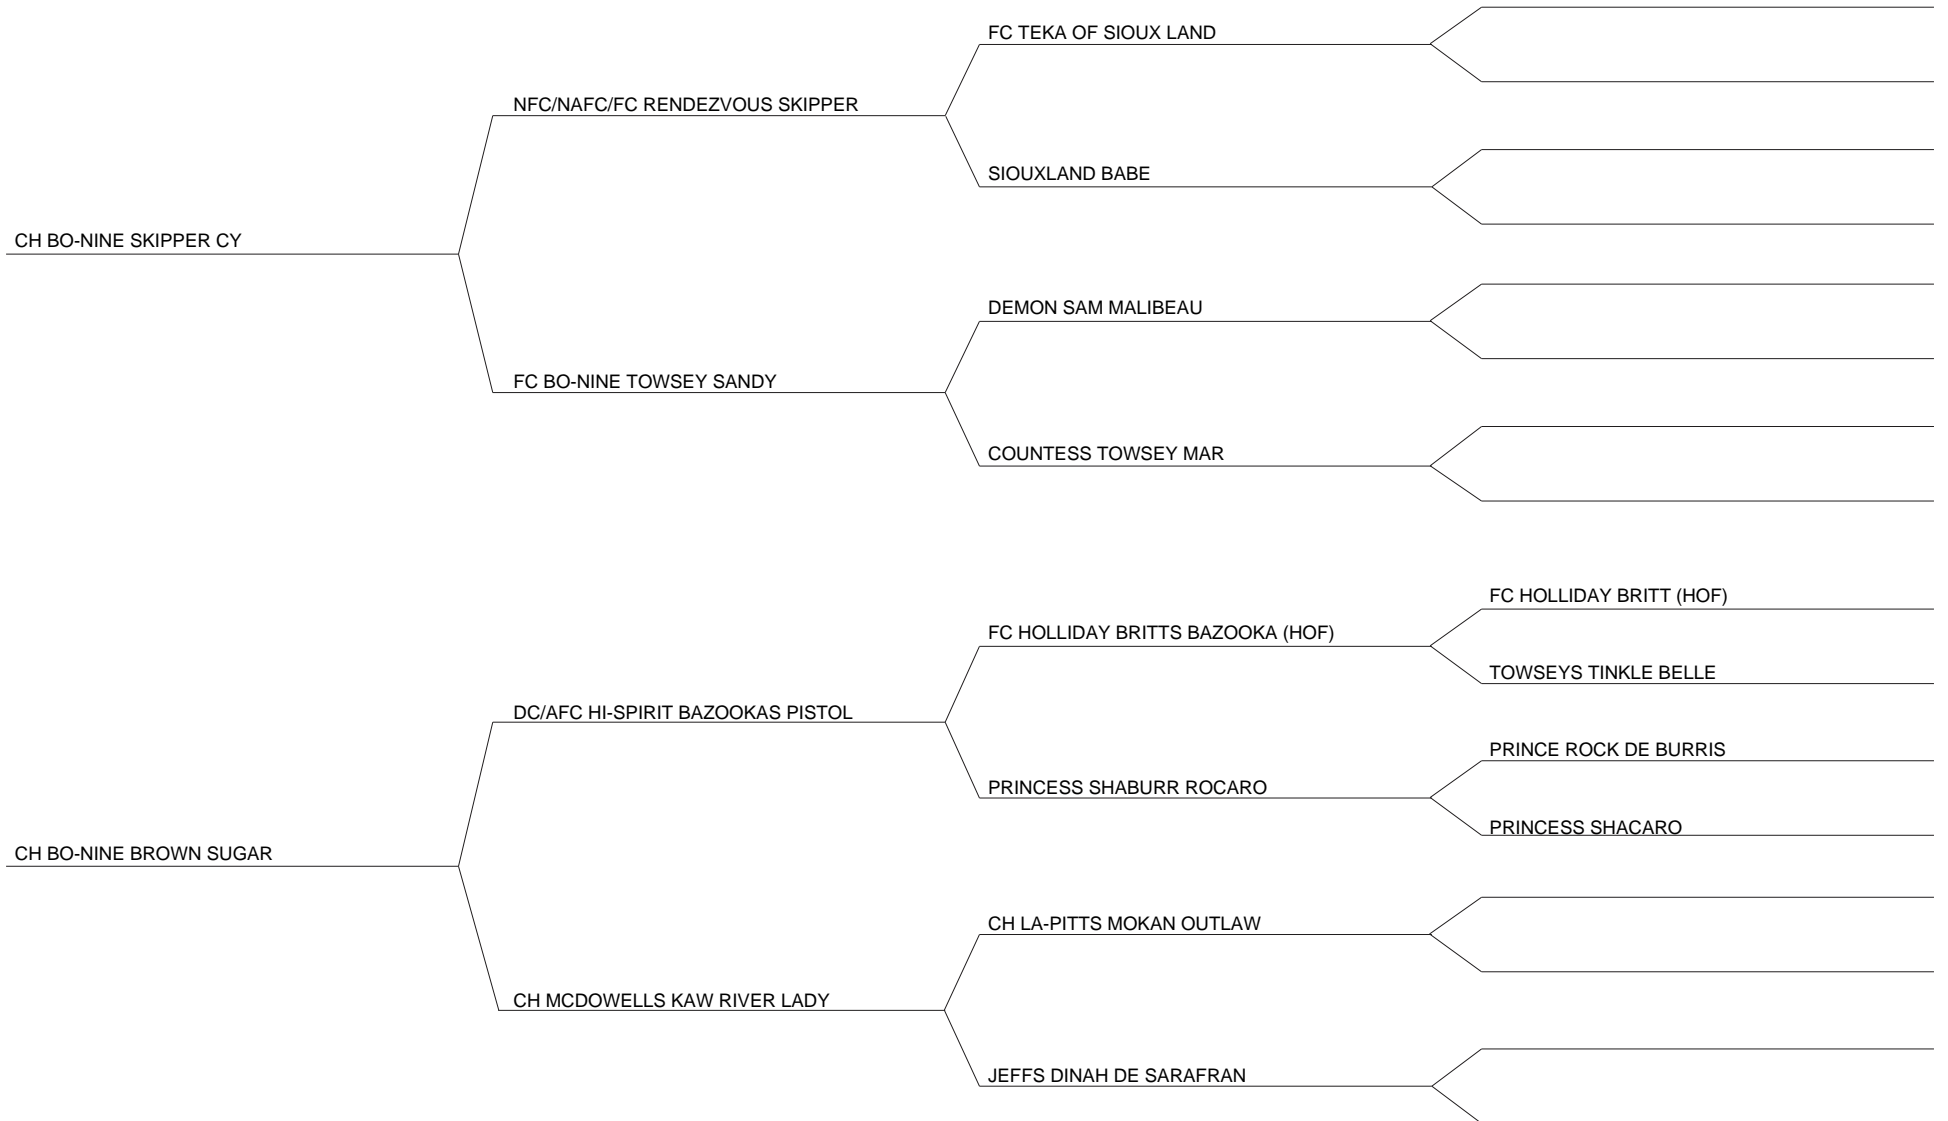 FC TEKA OF SIOUX LAND
NFC/NAFC/FC RENDEZVOUS SKIPPER
SIOUXLAND BABE
CH BO-NINE SKIPPER CY
DEMON SAM MALIBEAU
FC BO-NINE TOWSEY SANDY
COUNTESS TOWSEY MAR
FC HOLLIDAY BRITT (HOF)
FC HOLLIDAY BRITTS BAZOOKA (HOF)
TOWSEYS TINKLE BELLE
DC/AFC HI-SPIRIT BAZOOKAS PISTOL
PRINCE ROCK DE BURRIS
PRINCESS SHABURR ROCARO
PRINCESS SHACARO
CH BO-NINE BROWN SUGAR
CH LA-PITTS MOKAN OUTLAW
CH MCDOWELLS KAW RIVER LADY
JEFFS DINAH DE SARAFRAN